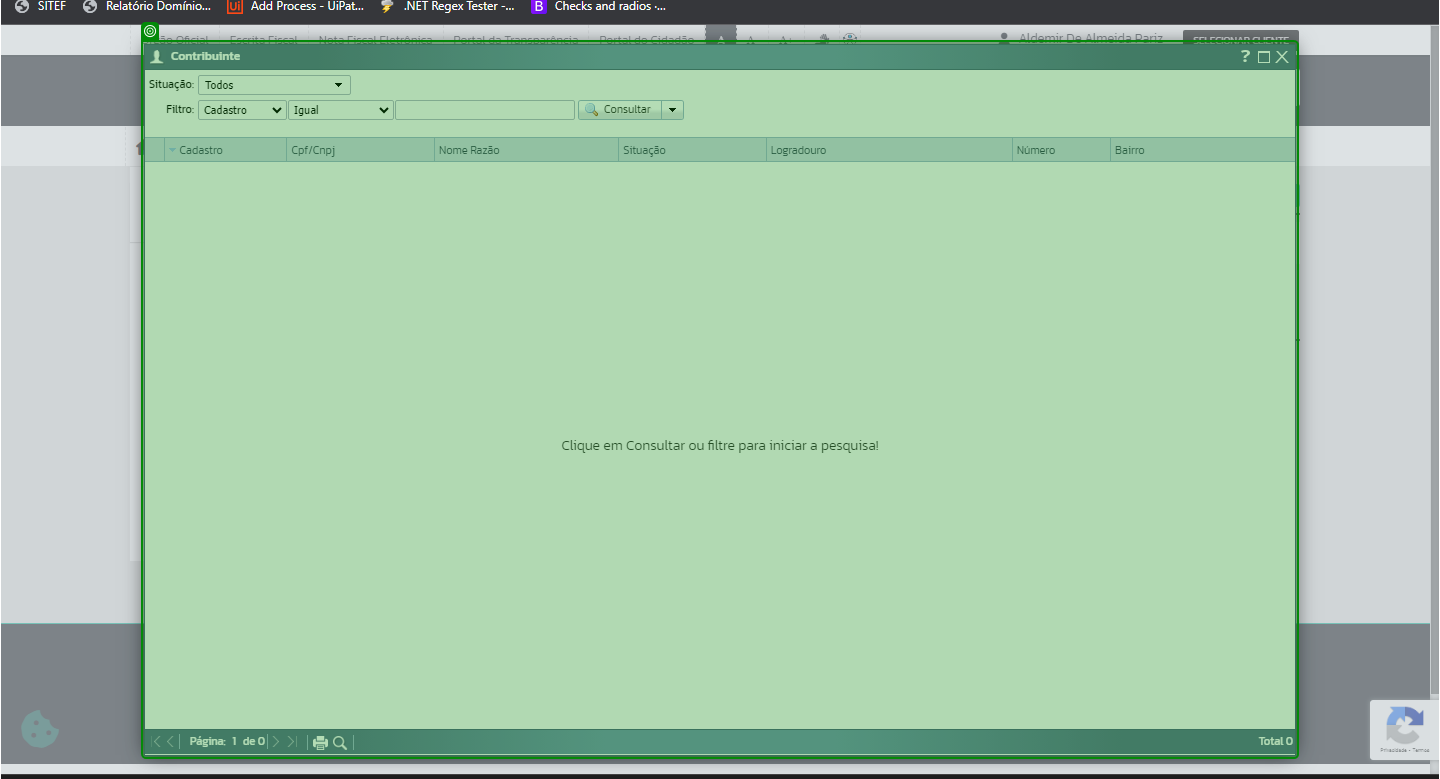 SITEF Relatório Domínio... Ui Add Process - UiPat... .NET Regex Tester -... B Checks and radios ·...
ão Oficial Escrita Fiscal Nota Fiscal Eletrônica Portal da Transparência Portal do Cidadão A A- A+ Aldemir De Almeida Pariz SELECIONAR CLIENTE
Contribuinte ?
Situação: Todos
Filtro: Cadastro Igual Consultar
Cadastro Cpf/Cnpj Nome Razão Situação Logradouro Número Bairro
Clique em Consultar ou filtre para iniciar a pesquisa!
Página: 1 de 0 Total 0
Privacidade - Termos